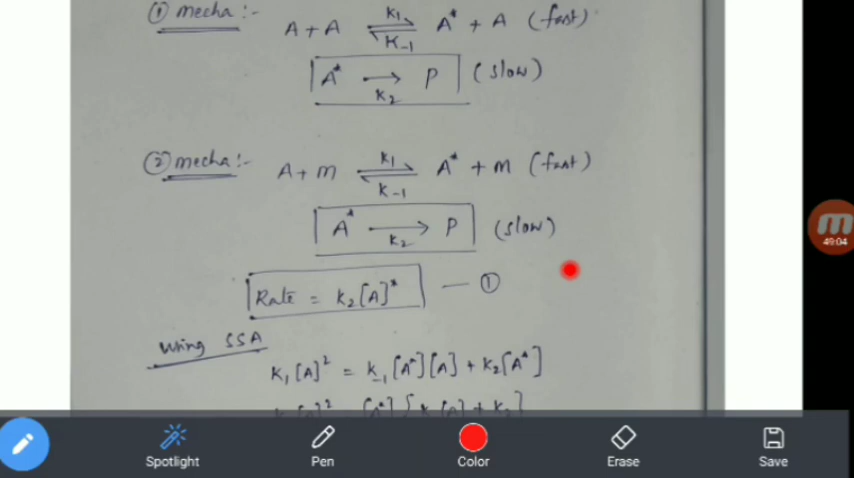 ① mecha :- A + A ⇌ A* + A (fast)
K1
K-1
A* → P (slow)
K2
② mecha :- A + M ⇌ A* + M (fast)
K1
K-1
A* → P (slow)
K2
Rate = K2[A]* — ①
Using SSA
K1[A]² = K-1[A*][A] + K2[A*]
49:04
Spotlight
Pen
Color
Erase
Save